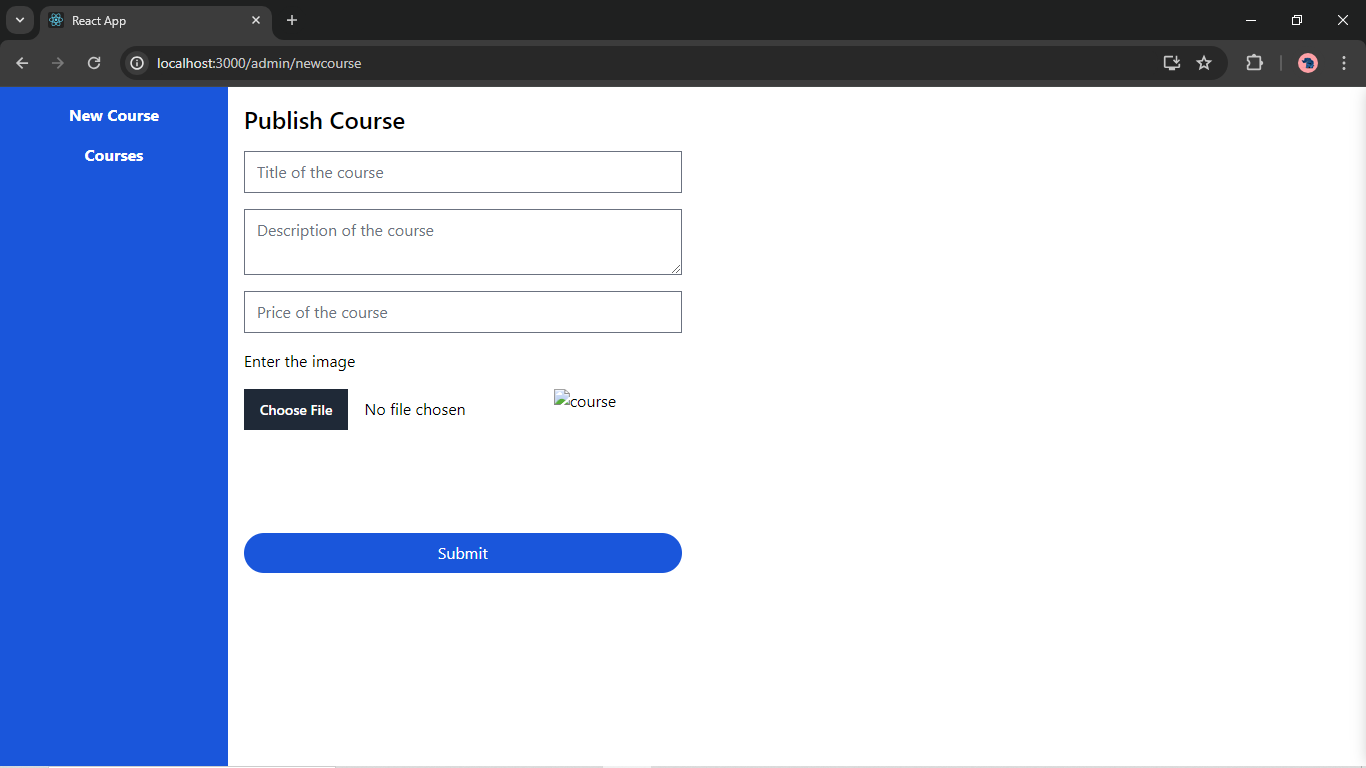 React App
localhost:3000/admin/newcourse
New Course
Courses
Publish Course
Title of the course
Description of the course
Price of the course
Enter the image
Choose File No file chosen
course
Submit